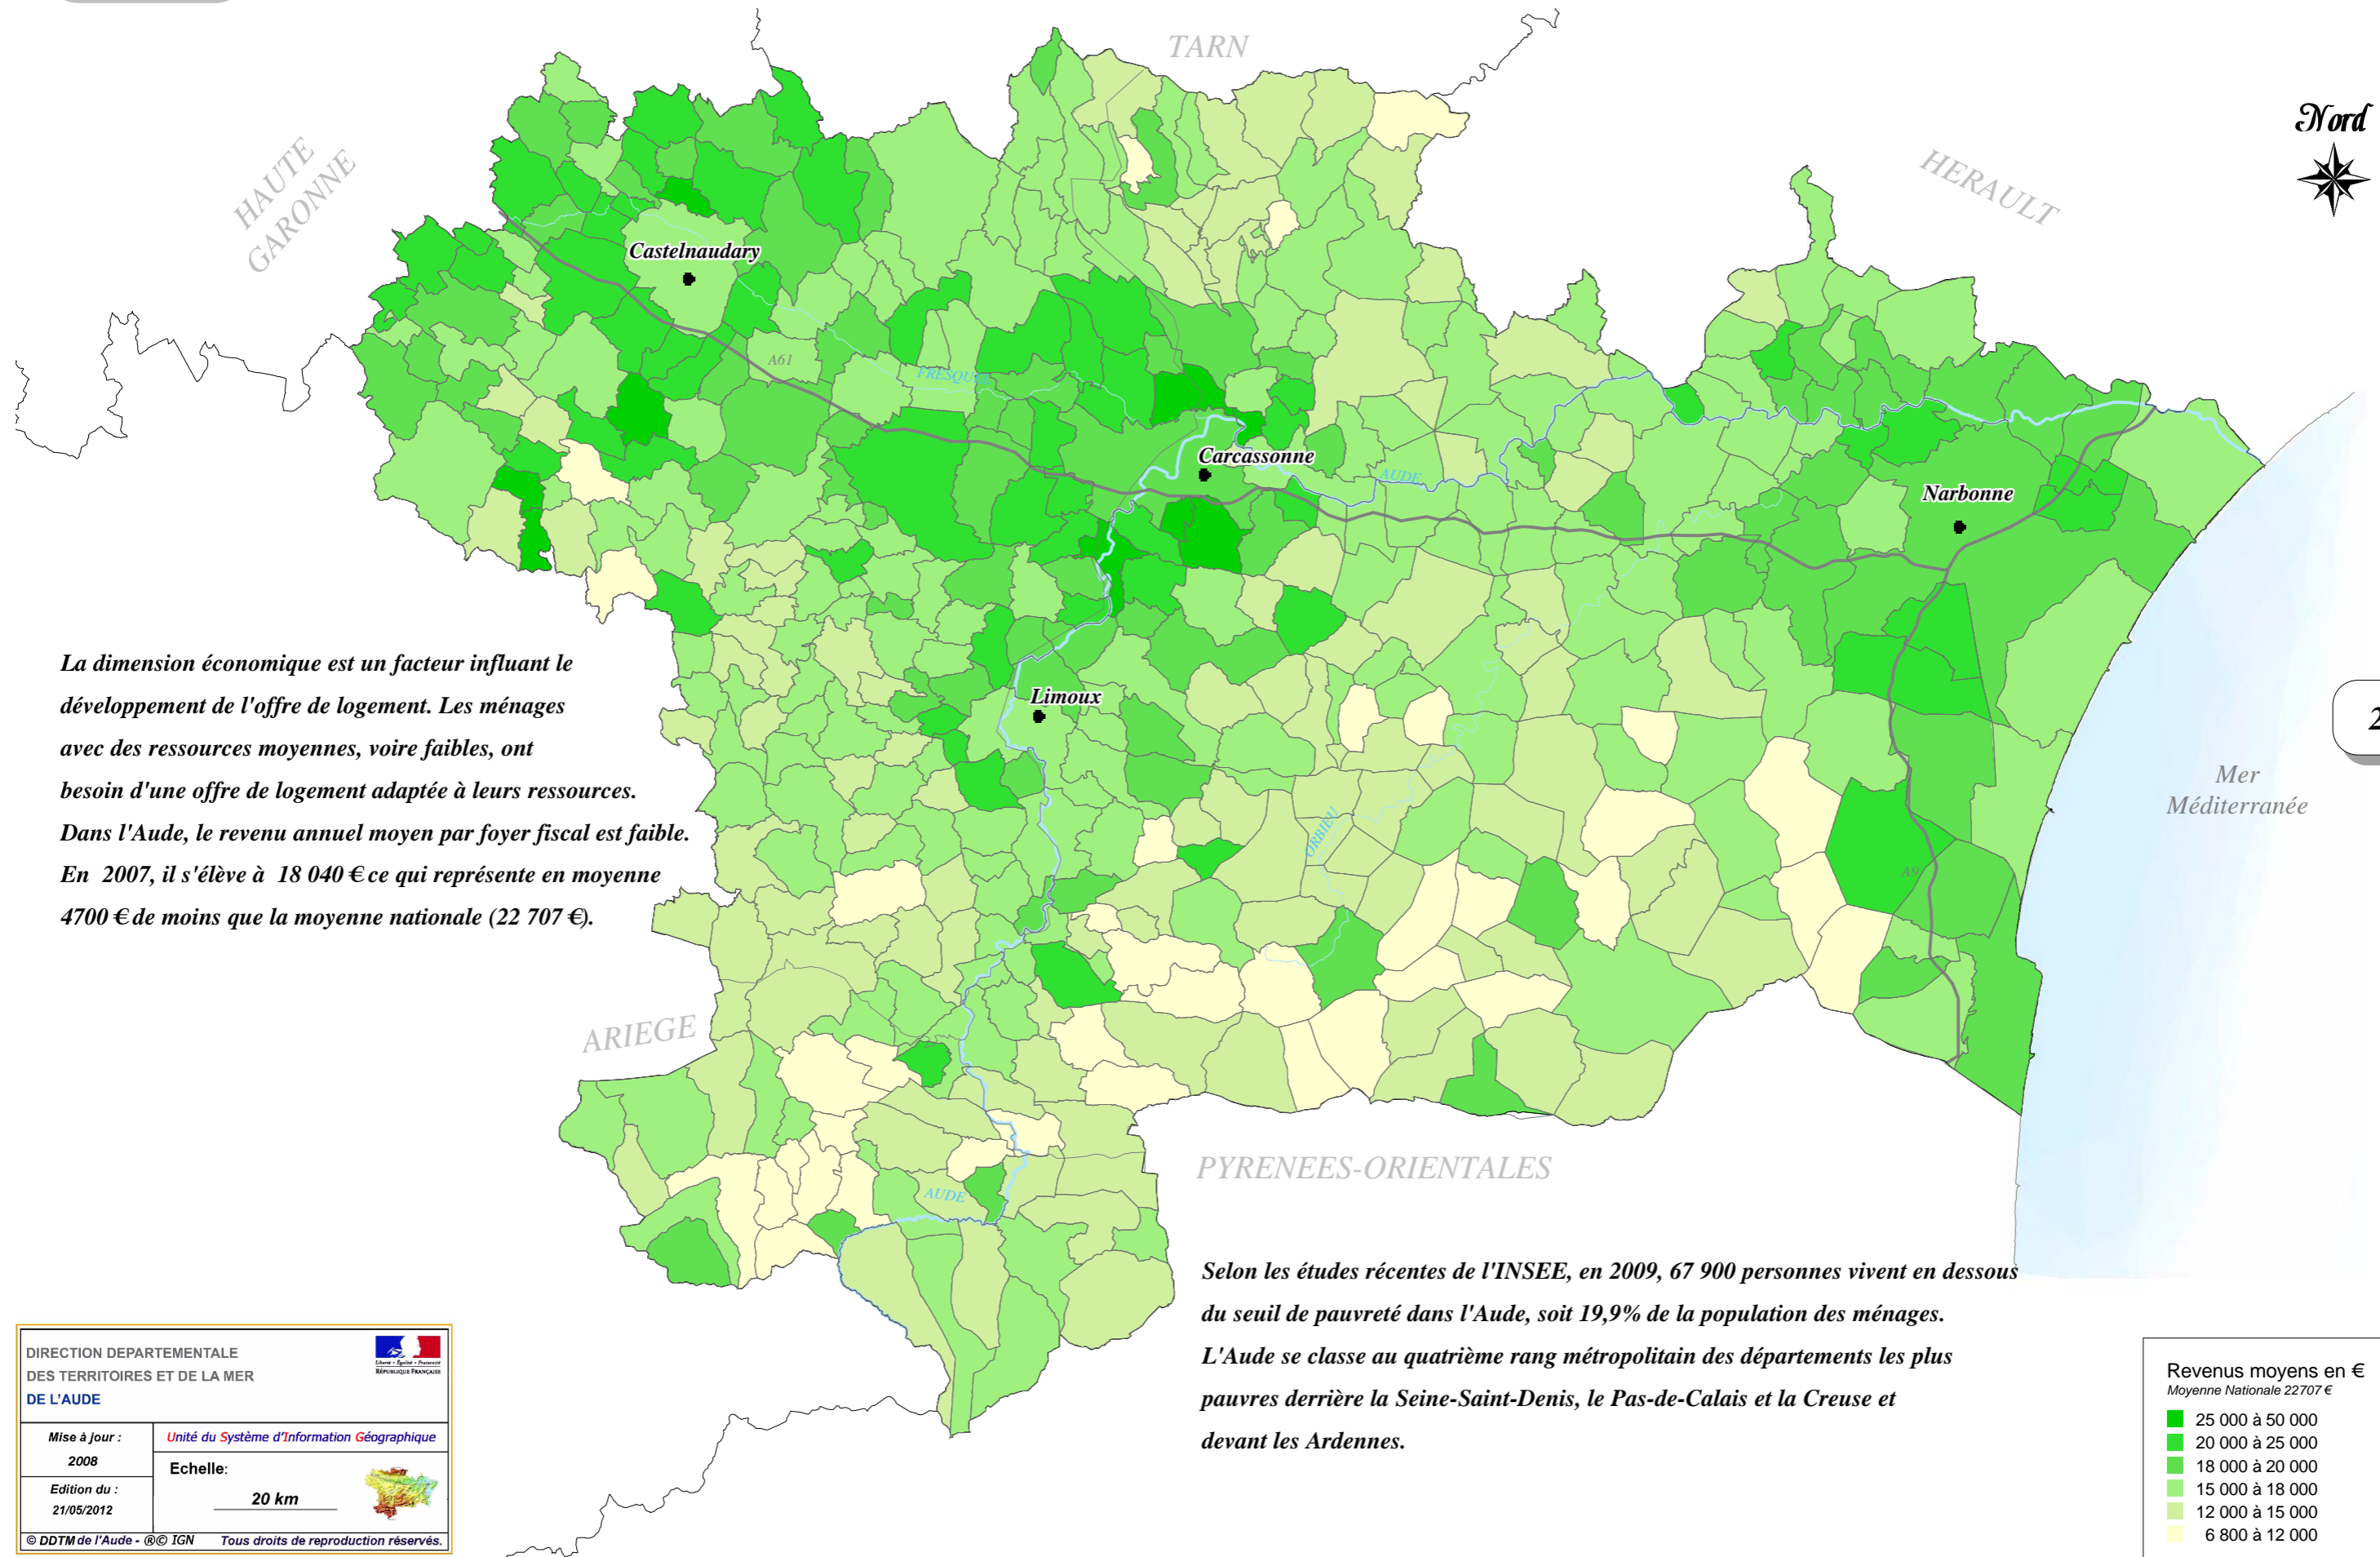 TARN
Nord
HAUTE
GARONNE
HERAULT
Castelnaudary
A61
FRESQUEL
Carcassonne
AUDE
Narbonne
La dimension économique est un facteur influant le
développement de l'offre de logement. Les ménages
avec des ressources moyennes, voire faibles, ont
besoin d'une offre de logement adaptée à leurs ressources.
Dans l'Aude, le revenu annuel moyen par foyer fiscal est faible.
En 2007, il s'élève à 18 040 € ce qui représente en moyenne
4700 € de moins que la moyenne nationale (22 707 €).
Limoux
2
Mer
Méditerranée
ORBIEU
A9
ARIEGE
PYRENEES-ORIENTALES
AUDE
Selon les études récentes de l'INSEE, en 2009, 67 900 personnes vivent en dessous
du seuil de pauvreté dans l'Aude, soit 19,9% de la population des ménages.
L'Aude se classe au quatrième rang métropolitain des départements les plus
pauvres derrière la Seine-Saint-Denis, le Pas-de-Calais et la Creuse et
devant les Ardennes.
DIRECTION DEPARTEMENTALE
DES TERRITOIRES ET DE LA MER
DE L'AUDE
Liberté • Égalité • Fraternité
RÉPUBLIQUE FRANÇAISE
Mise à jour :
2008
Unité du Système d'Information Géographique
Echelle:
20 km
Edition du :
21/05/2012
© DDTM de l'Aude - ®© IGN Tous droits de reproduction réservés.
Revenus moyens en €
Moyenne Nationale 22707 €
25 000 à 50 000
20 000 à 25 000
18 000 à 20 000
15 000 à 18 000
12 000 à 15 000
6 800 à 12 000